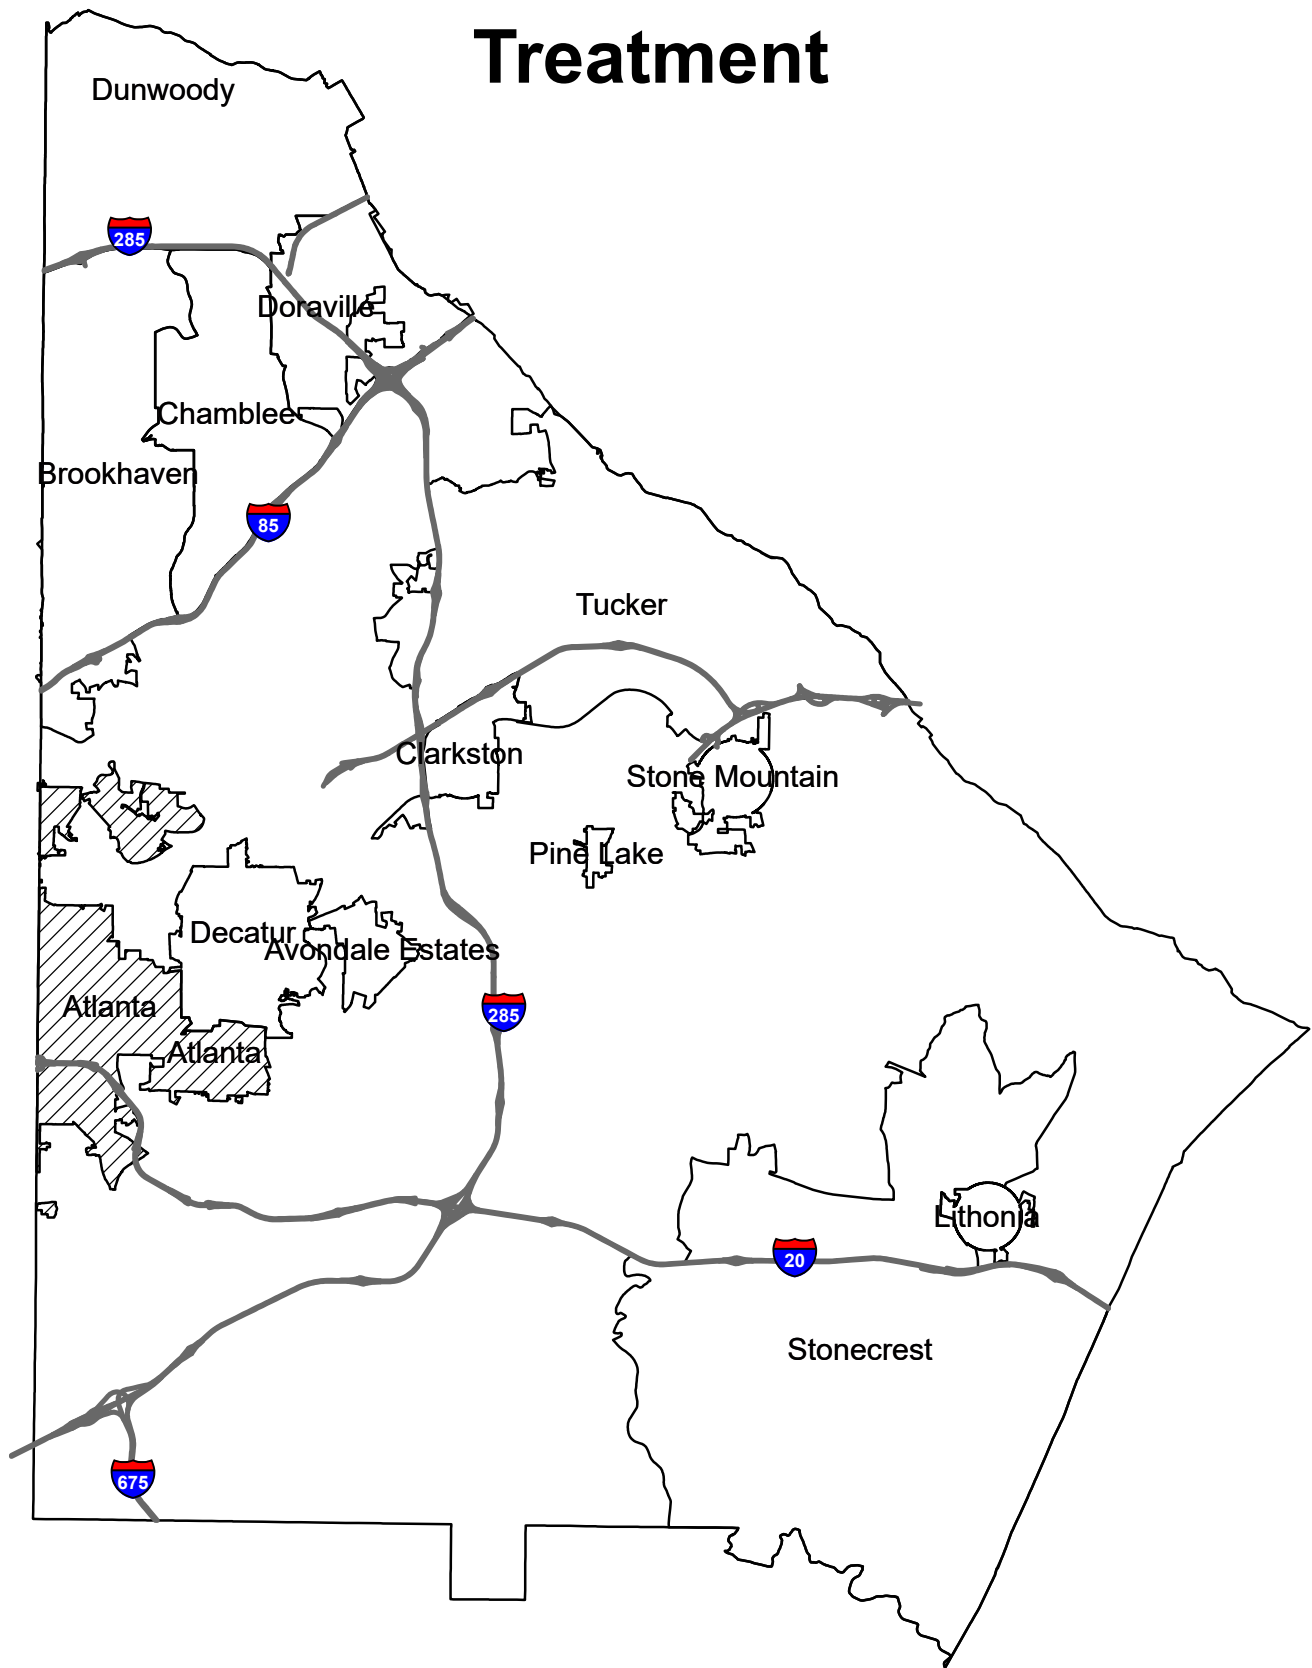 Treatment
Dunwoody
285
Doraville
Chamblee
Brookhaven
85
Tucker
Clarkston
Stone Mountain
Pine Lake
Decatur
Avondale Estates
Atlanta
285
Atlanta
Lithonia
20
Stonecrest
675